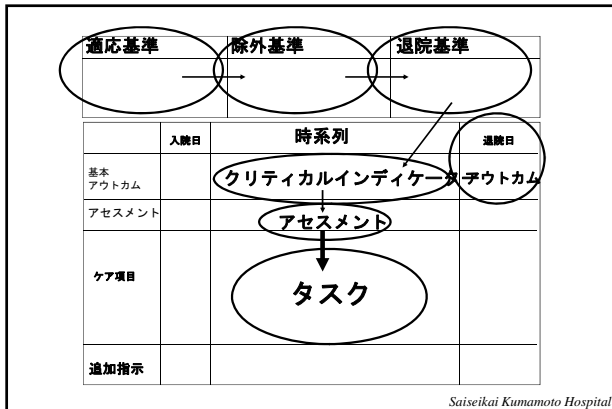 適応基準 除外基準 退院基準
入院日 時系列 退院日
基本
アウトカム
クリティカルインディケーター アウトカム
アセスメント アセスメント
ケア項目 タスク
追加指示
Saiseikai Kumamoto Hospital